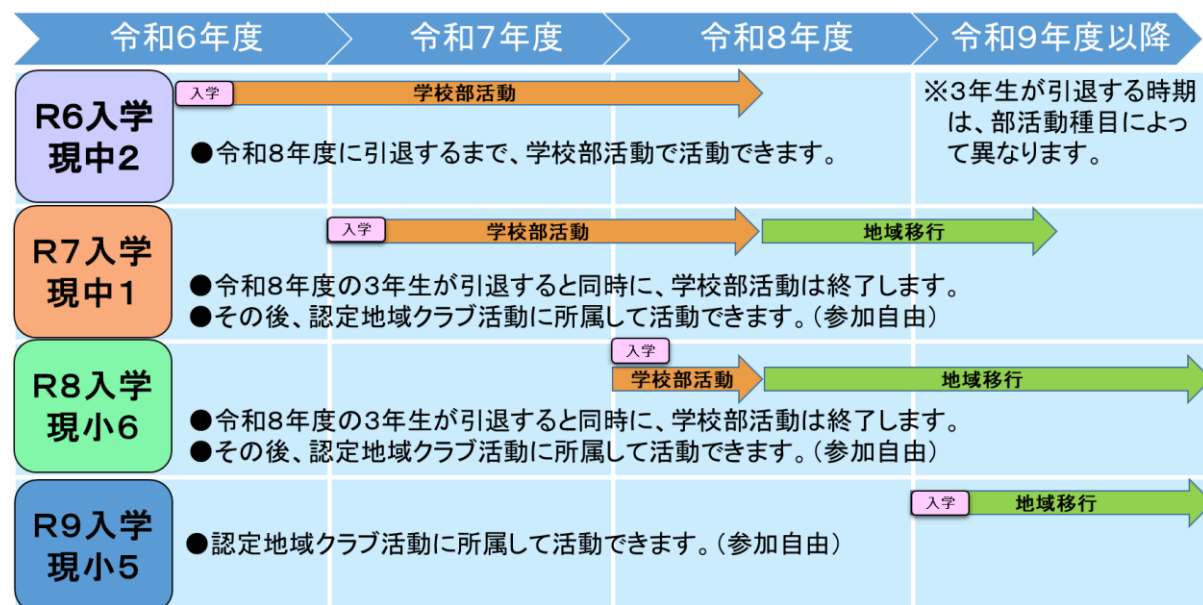 令和6年度
令和7年度
令和8年度
令和9年度以降
R6入学
現中2
入学
学校部活動
●令和8年度に引退するまで、学校部活動で活動できます。
※3年生が引退する時期
は、部活動種目によっ
て異なります。
R7入学
現中1
入学
学校部活動
地域移行
●令和8年度の3年生が引退すると同時に、学校部活動は終了します。
●その後、認定地域クラブ活動に所属して活動できます。(参加自由)
R8入学
現小6
入学
学校部活動
地域移行
●令和8年度の3年生が引退すると同時に、学校部活動は終了します。
●その後、認定地域クラブ活動に所属して活動できます。(参加自由)
R9入学
現小5
入学
地域移行
●認定地域クラブ活動に所属して活動できます。(参加自由)